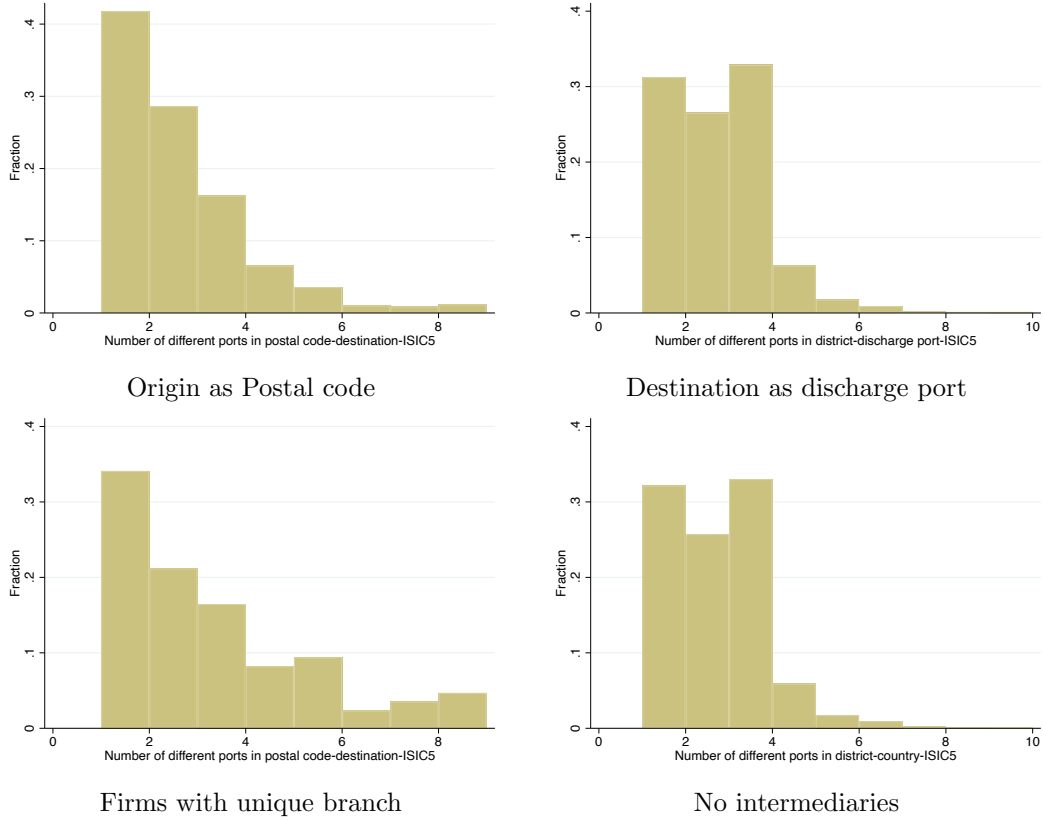 .4
.3
.2
.1
0
Fraction
0 2 4 6 8
Number of different ports in postal code-destination-ISIC5
Origin as Postal code
.4
.3
.2
.1
0
Fraction
0 2 4 6 8 10
Number of different ports in district-discharge port-ISIC5
Destination as discharge port
.4
.3
.2
.1
0
Fraction
0 2 4 6 8
Number of different ports in postal code-destination-ISIC5
Firms with unique branch
.4
.3
.2
.1
0
Fraction
0 2 4 6 8 10
Number of different ports in district-country-ISIC5
No intermediaries